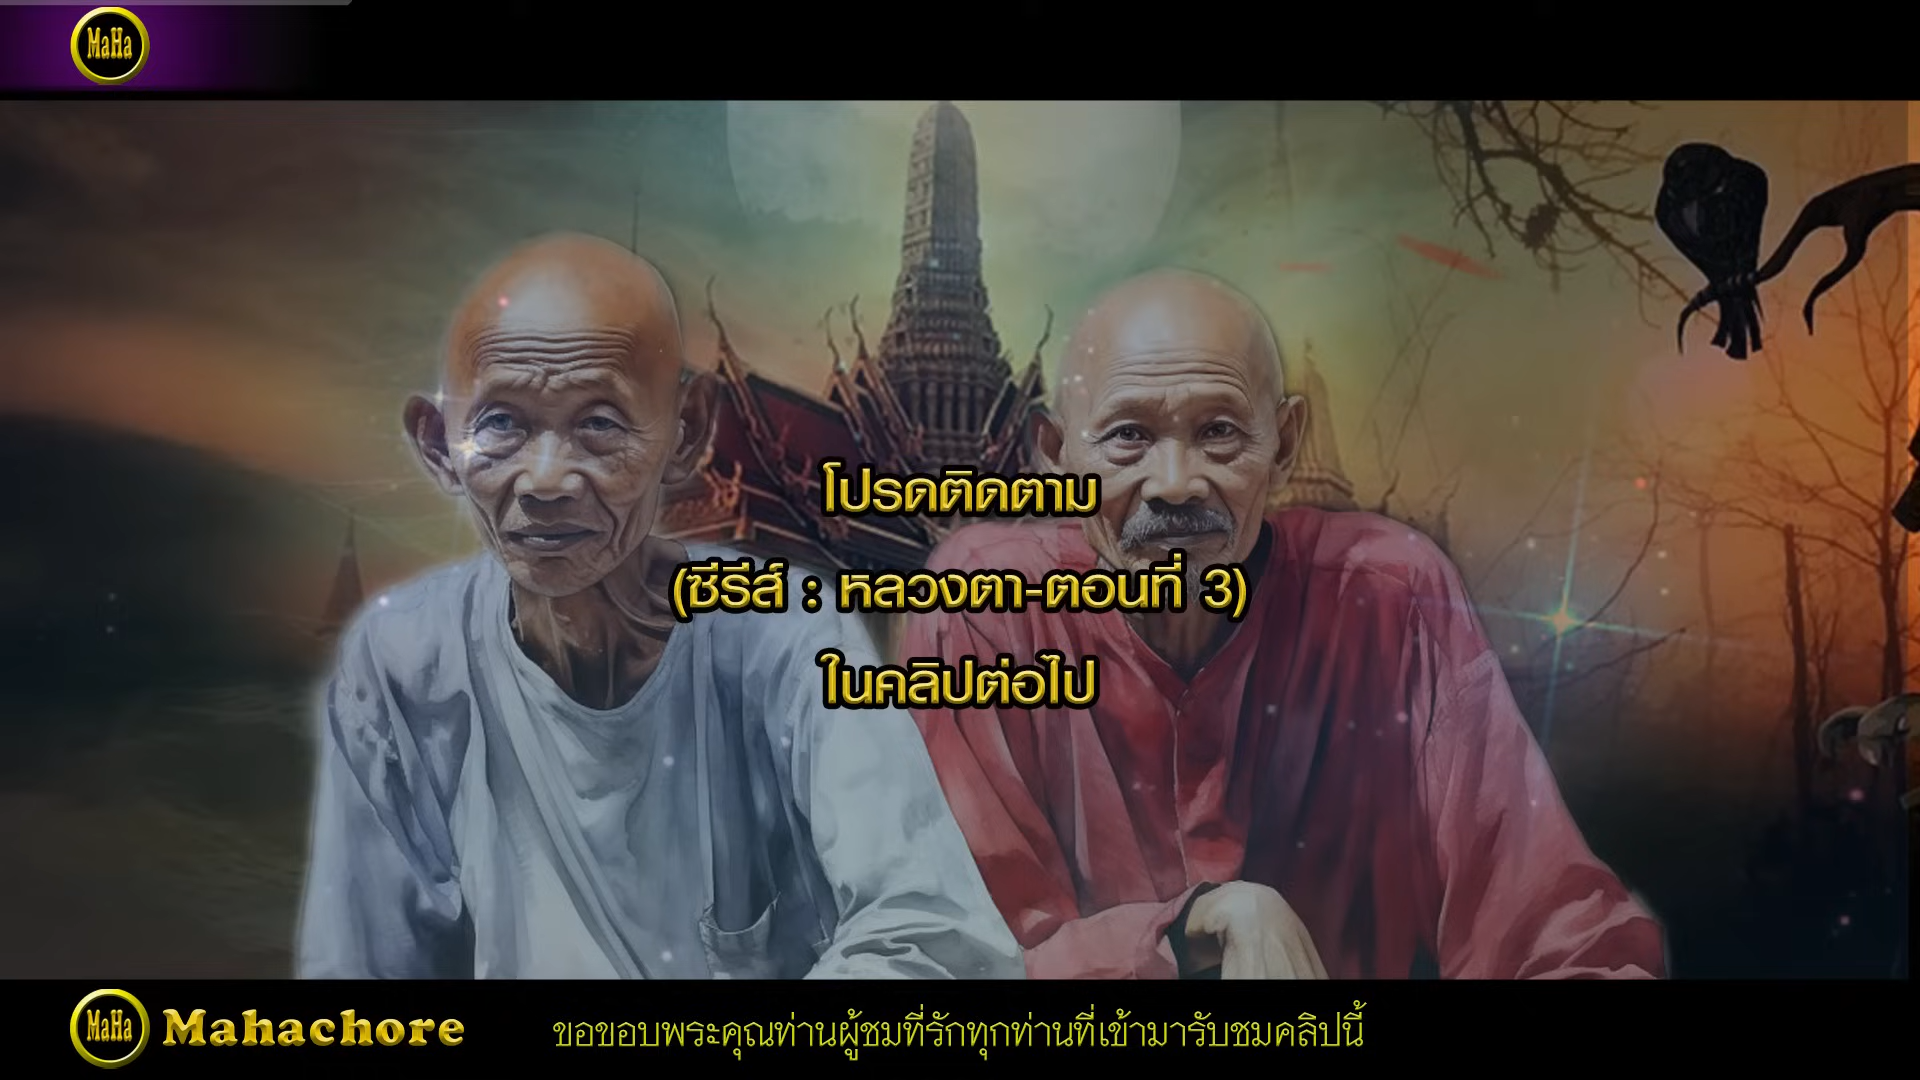 MaHa
โปรดติดตาม
(ซีรีส์ : หลวงตา-ตอนที่ 3)
ในคลิปต่อไป
MaHa Mahachore ขอขอบพระคุณท่านผู้ชมที่รักทุกท่านที่เข้ามารับชมคลิปนี้